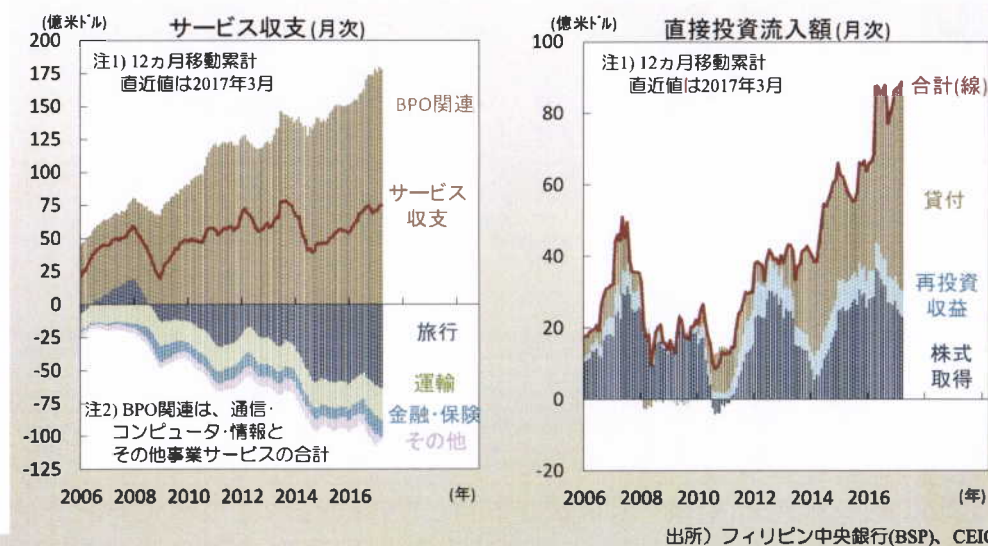 サービス収支(月次)
(億米ドル)
200
175
150
125
100
75
50
25
0
-25
-50
-75
-100
-125
注1) 12ヵ月移動累計
直近値は2017年3月
BPO関連
サービス
収支
旅行
運輸
金融・保険
その他
注2) BPO関連は、通信・
コンピュータ・情報と
その他事業サービスの合計
2006 2008 2010 2012 2014 2016 (年)
直接投資流入額(月次)
(億米ドル)
100
80
60
40
20
0
-20
注1) 12ヵ月移動累計
直近値は2017年3月
合計(線)
貸付
再投資
収益
株式
取得
2006 2008 2010 2012 2014 2016 (年)
出所）フィリピン中央銀行(BSP)、CEIC